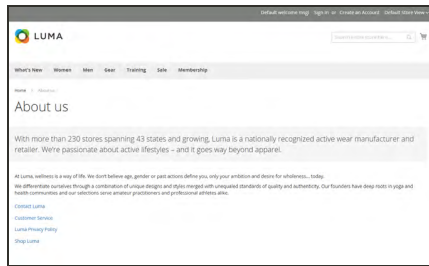 Default welcome msg! Sign In or Create an Account Default Store View
LUMA
Search entire store here...
What's New Women Men Gear Training Sale Membership
Home > About us
About us
With more than 230 stores spanning 43 states and growing, Luma is a nationally recognized active wear manufacturer and
retailer. We're passionate about active lifestyles – and it goes way beyond apparel.
At Luma, wellness is a way of life. We don't believe age, gender or past actions define you, only your ambition and desire for wholeness... today.
We differentiate ourselves through a combination of unique designs and styles merged with unequaled standards of quality and authenticity. Our founders have deep roots in yoga and
health communities and our selections serve amateur practitioners and professional athletes alike.
Contact Luma
Customer Service
Luma Privacy Policy
Shop Luma